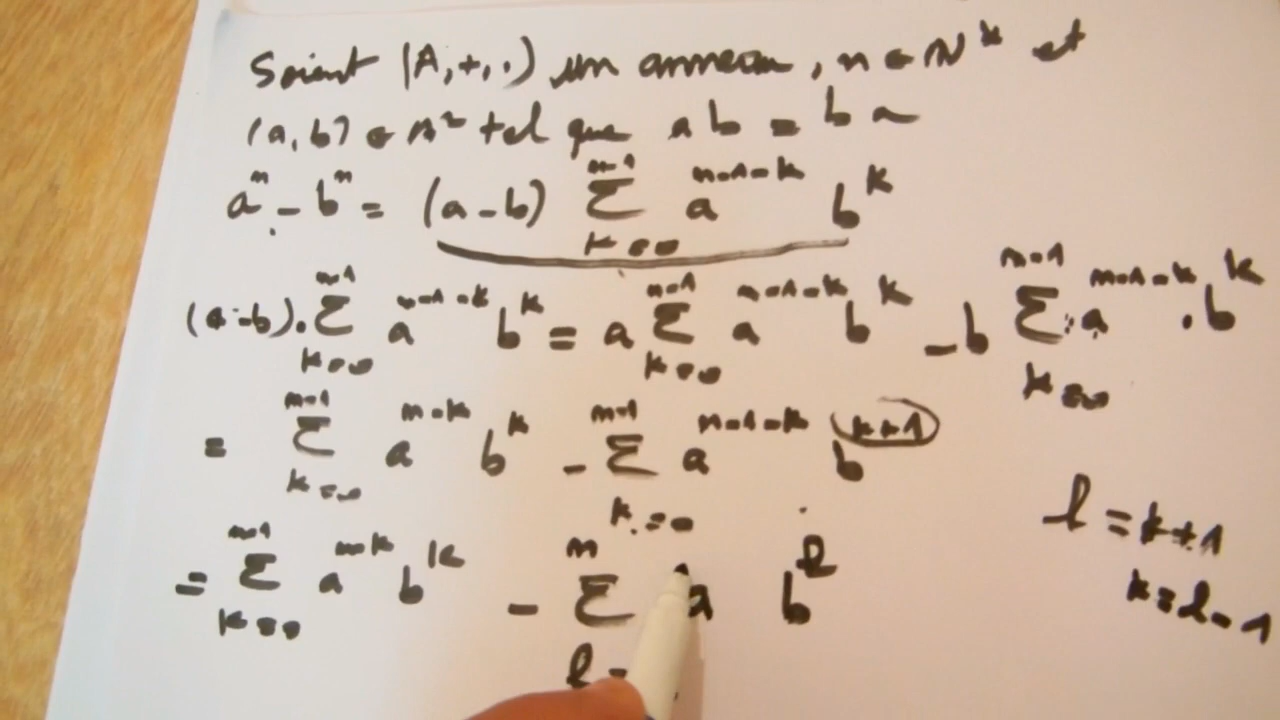 Soient (A,+,.) un anneau, n ∈ N* et
(a,b) ∈ A² tel que ab = ba
aⁿ - bⁿ = (a-b) Σ_{k=0}^{n-1} a^{n-1-k} b^k
(a-b).Σ_{k=0}^{n-1} a^{n-1-k} b^k = a Σ_{k=0}^{n-1} a^{n-1-k} b^k - b Σ_{k=0}^{n-1} a^{n-1-k} . b^k
= Σ_{k=0}^{n-1} a^{n-k} b^k - Σ_{k=0}^{n-1} a^{n-1-k} b^{k+1}
l = k+1
k = l-1
= Σ_{k=0}^{n-1} a^{n-k} b^k - Σ_{l=}^{n} a b^l